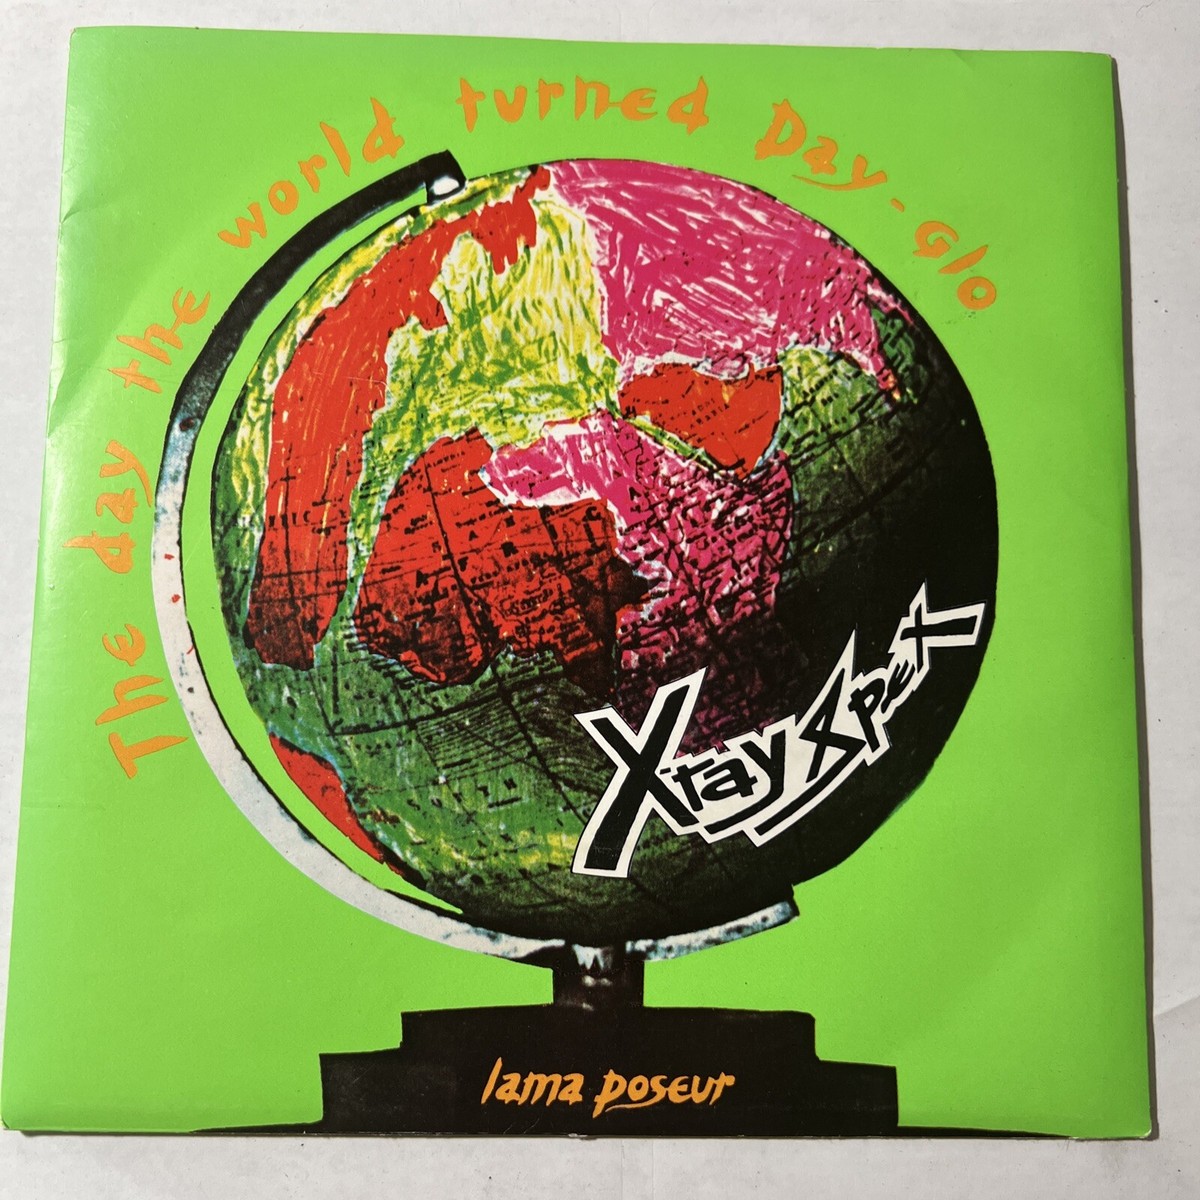 The day the world turned Day-Glo
X-ray Spex
lama poseur